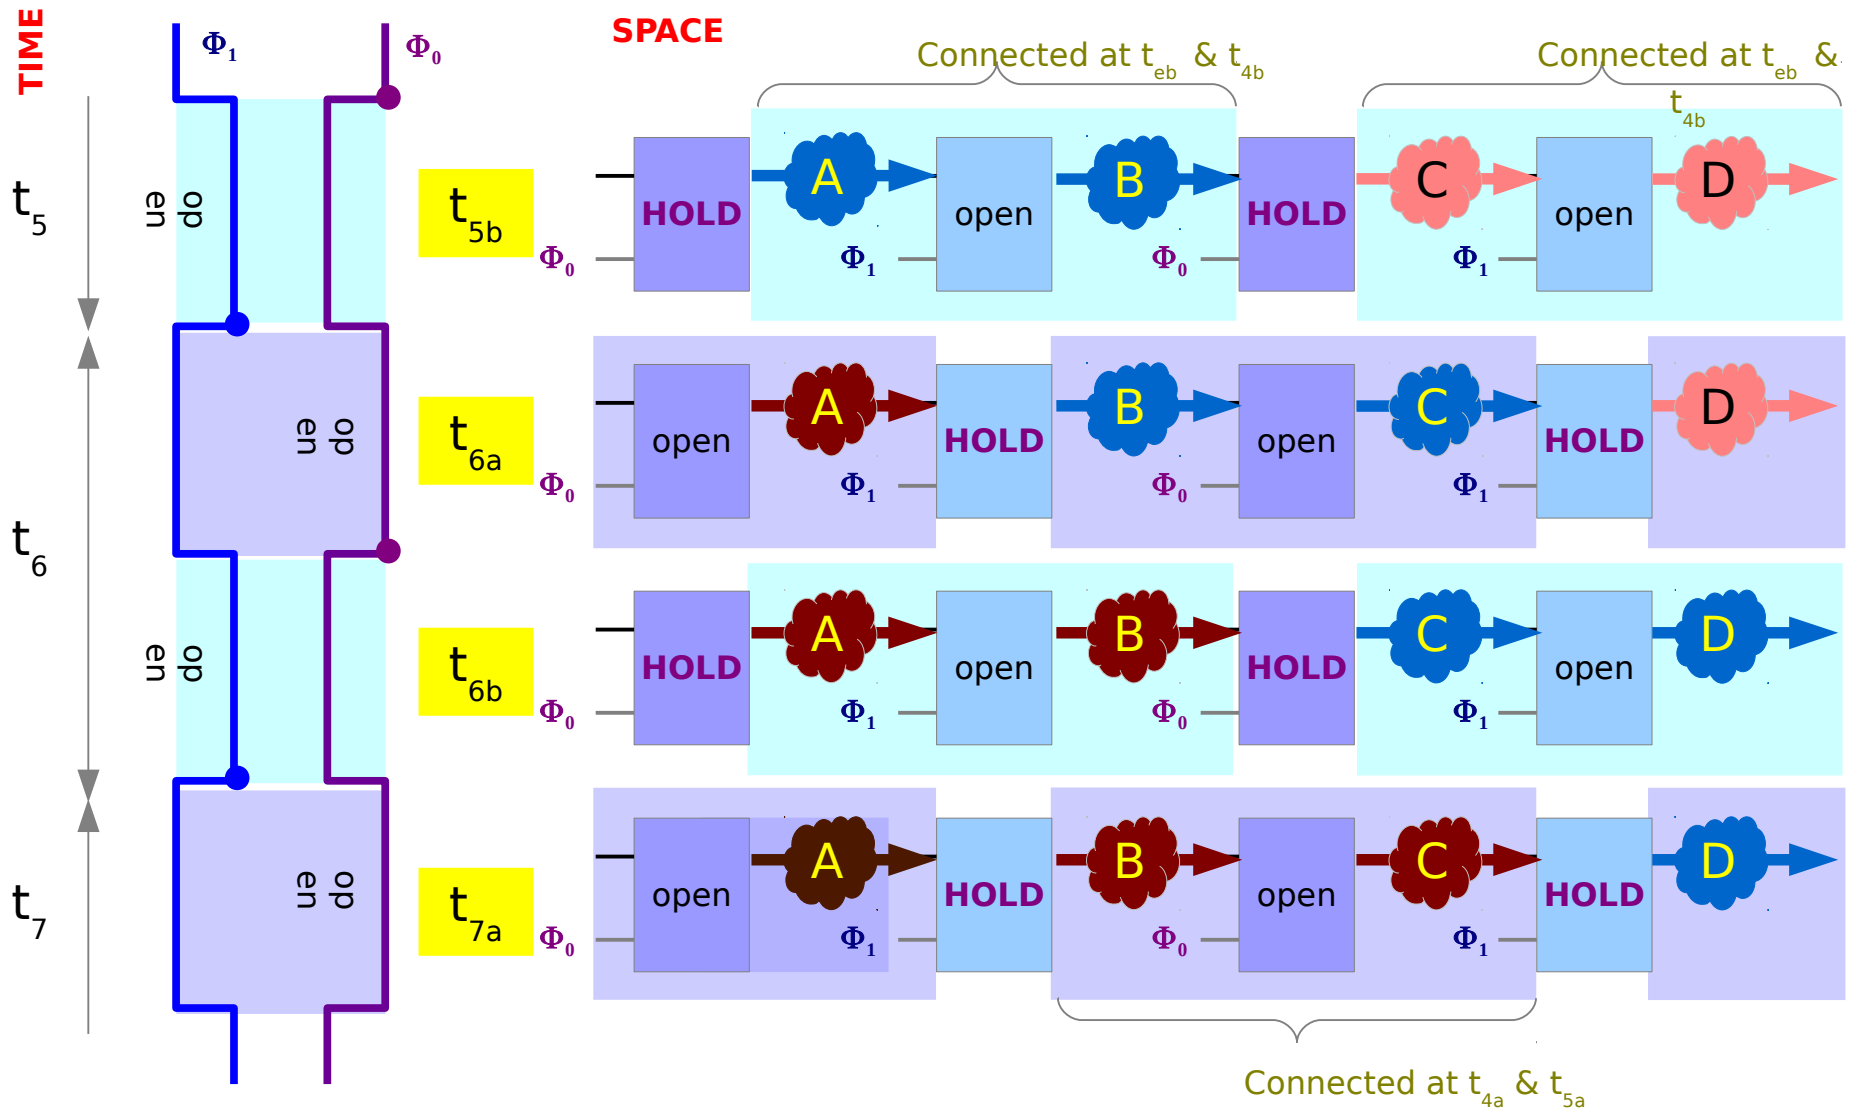 TIME
Φ1
Φ0
SPACE
Connected at teb & t4b
Connected at teb &
t4b
t5
op
en
t5b
Φ0
HOLD
A
Φ1
open
B
Φ0
HOLD
C
Φ1
open
D
t6
op
en
t6a
Φ0
open
A
Φ1
HOLD
B
Φ0
open
C
Φ1
HOLD
D
op
en
t6b
Φ0
HOLD
A
Φ1
open
B
Φ0
HOLD
C
Φ1
open
D
t7
op
en
t7a
Φ0
open
A
Φ1
HOLD
B
Φ0
open
C
Φ1
HOLD
D
Connected at t4a & t5a